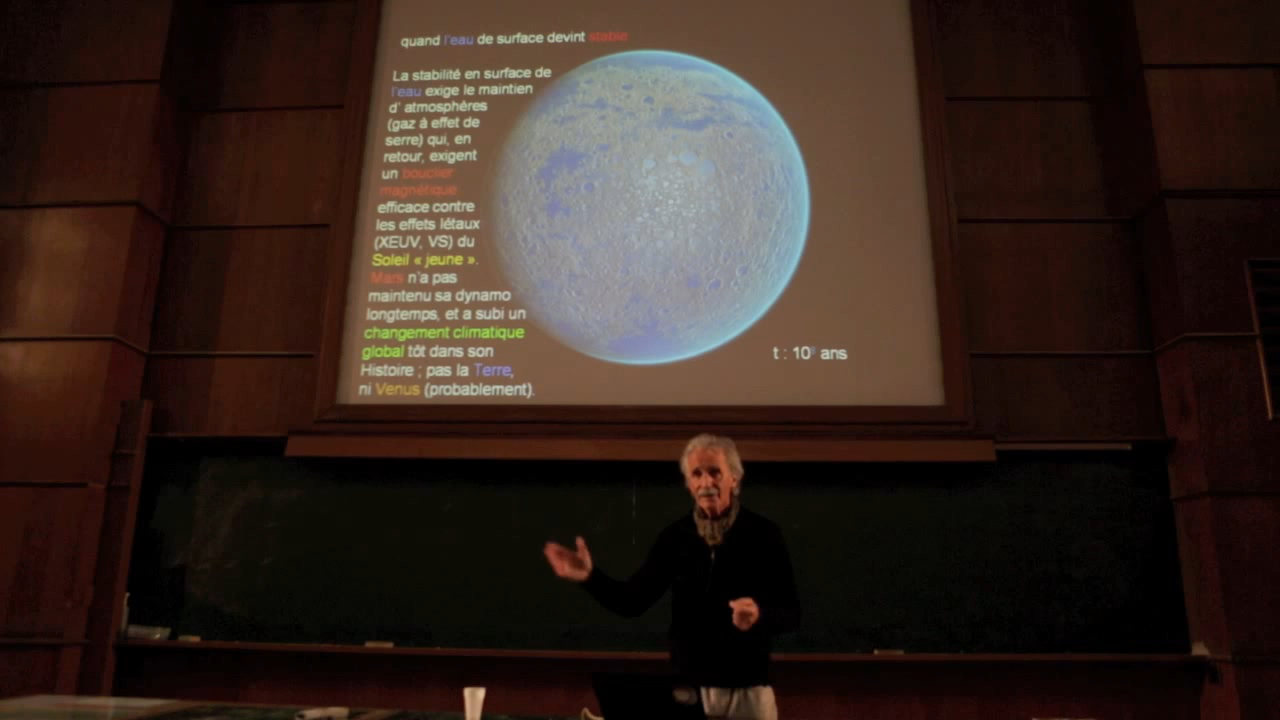 quand l'eau de surface devint stable
La stabilité en surface de
l'eau exige le maintien
d' atmosphères
(gaz à effet de
serre) qui, en
retour, exigent
un bouclier
magnétique
efficace contre
les effets létaux
(XEUV, VS) du
Soleil « jeune ».
Mars n'a pas
maintenu sa dynamo
longtemps, et a subi un
changement climatique
global tôt dans son
Histoire ; pas la Terre,
ni Venus (probablement).
t : 10⁹ ans